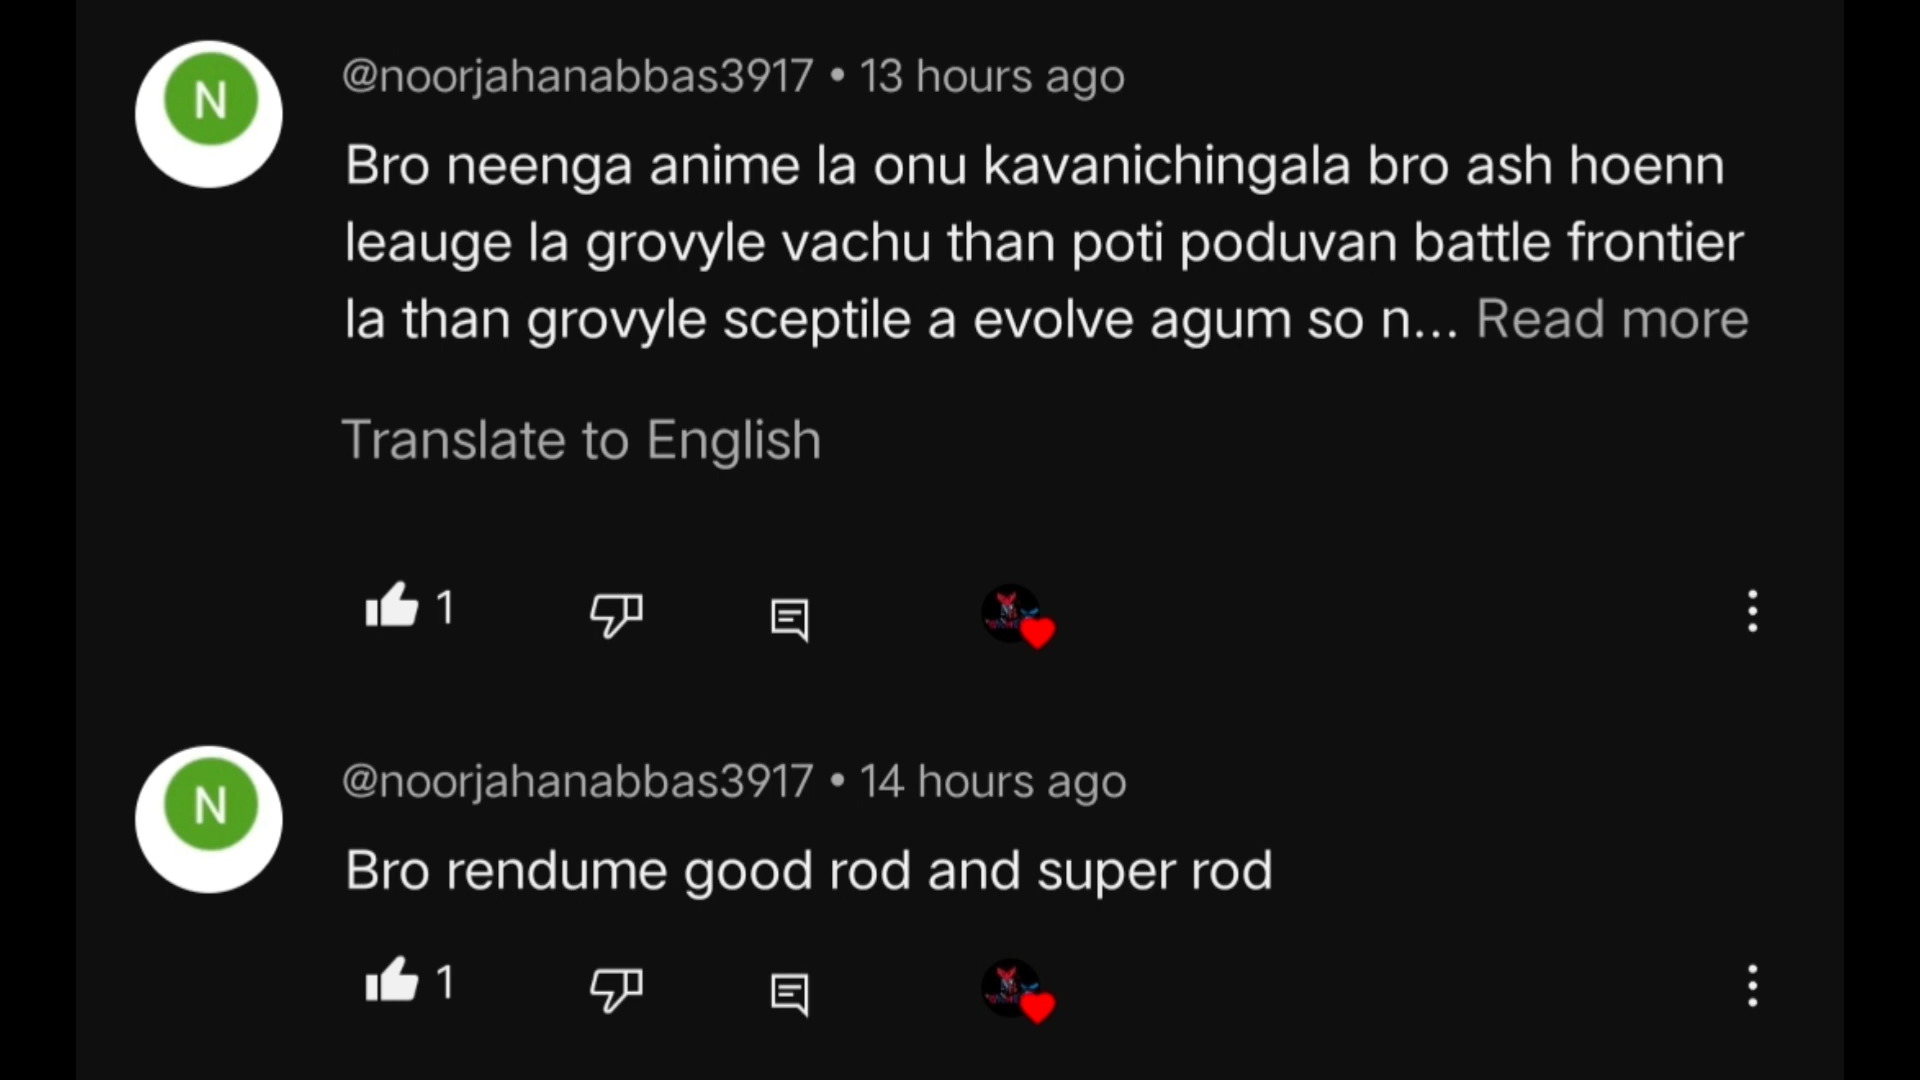 N
@noorjahanabbas3917 • 13 hours ago
Bro neenga anime la onu kavanichingala bro ash hoenn
leauge la grovyle vachu than poti poduvan battle frontier
la than grovyle sceptile a evolve agum so n... Read more
Translate to English
1
N
@noorjahanabbas3917 • 14 hours ago
Bro rendume good rod and super rod
1